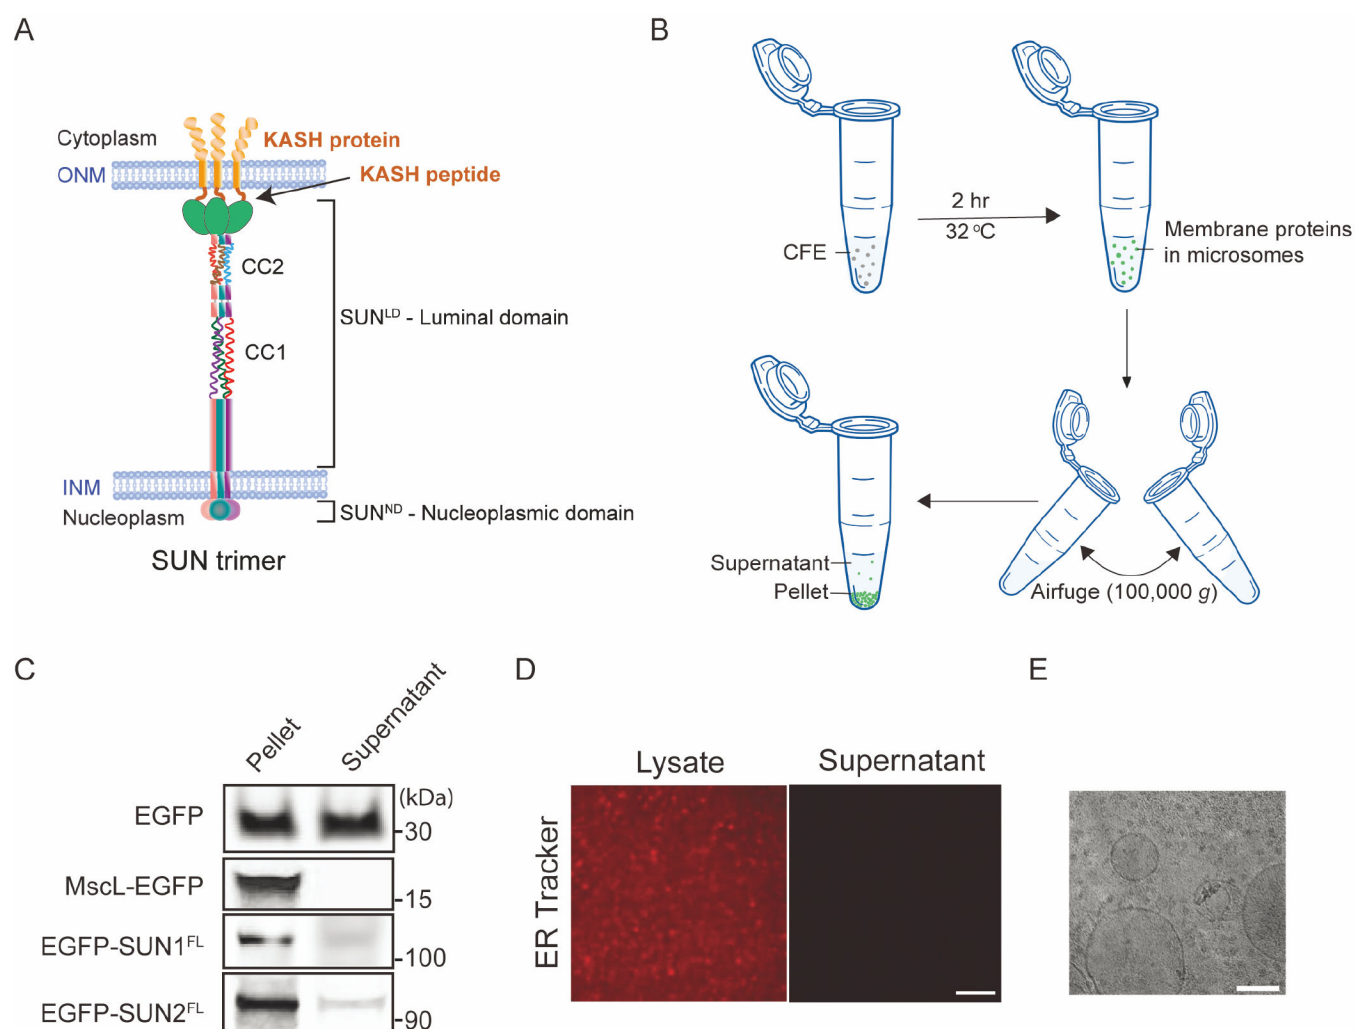 A
Cytoplasm
KASH protein
ONM
KASH peptide
CC2
SUNᴸᴰ - Luminal domain
CC1
INM
Nucleoplasm
SUNᴺᴰ - Nucleoplasmic domain
SUN trimer
B
2 hr
32 °C
CFE
Membrane proteins
in microsomes
Supernatant
Pellet
Airfuge (100,000 g)
C
Pellet
Supernatant
(kDa)
EGFP
-30
MscL-EGFP
-15
EGFP-SUN1ᶠᴸ
-100
EGFP-SUN2ᶠᴸ
-90
D
Lysate
Supernatant
ER Tracker
E